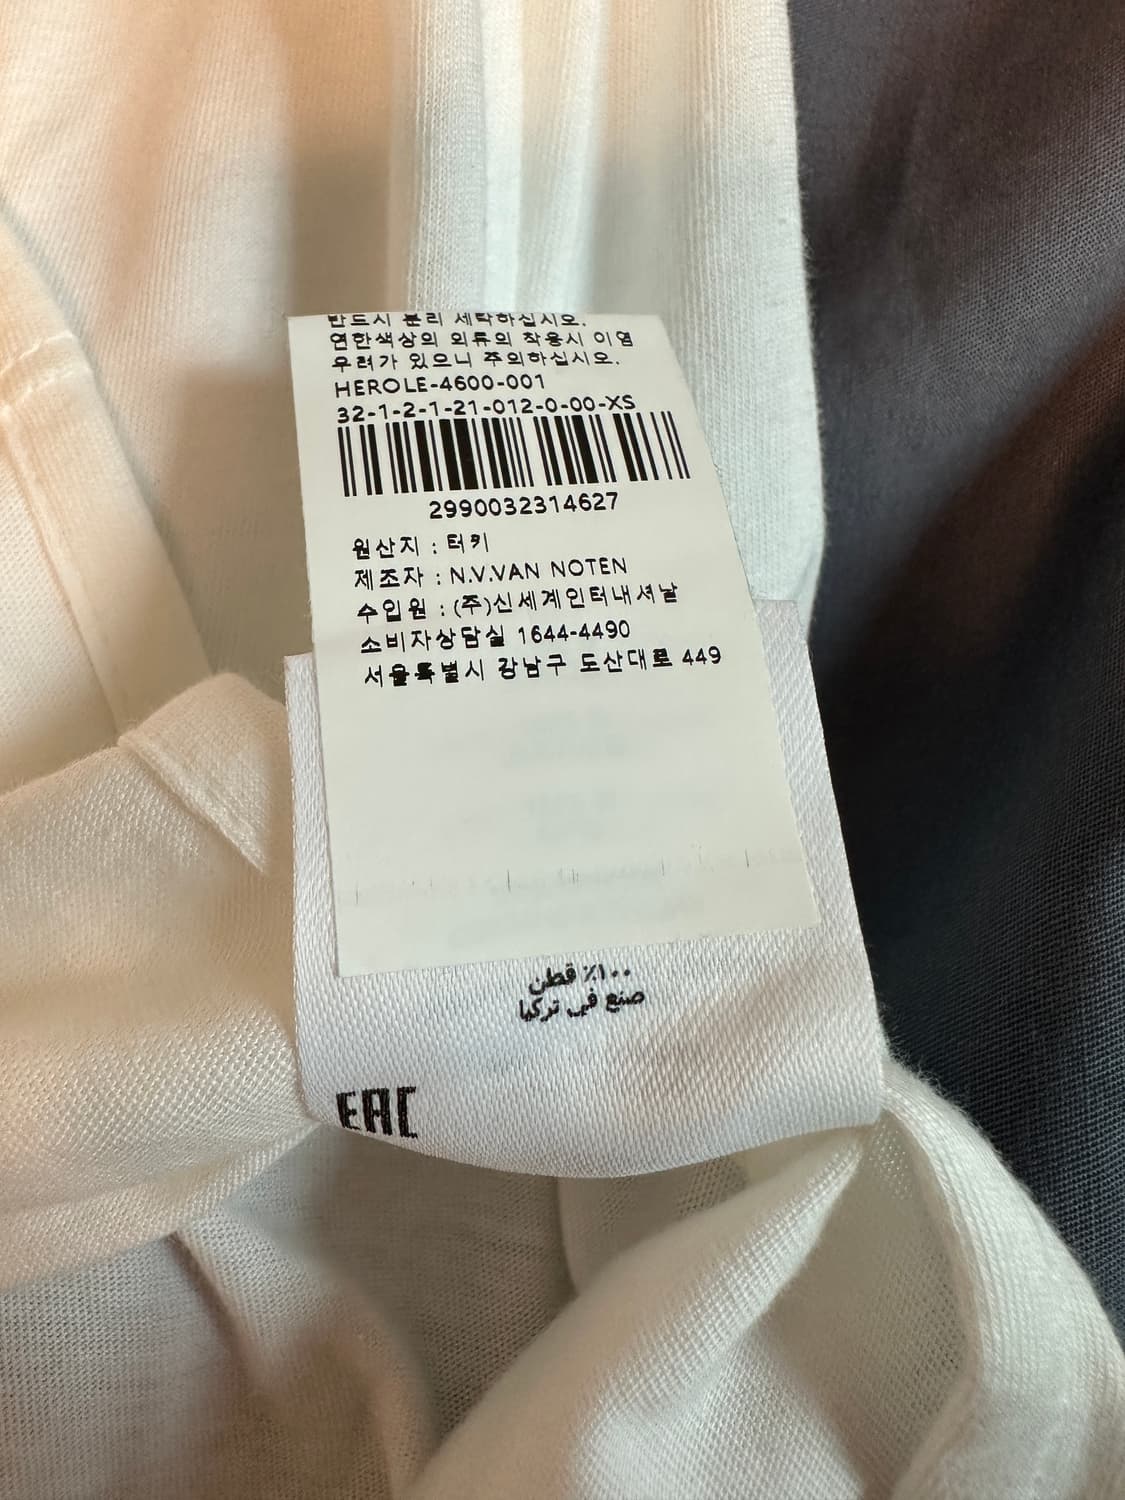 반드시 분리 세탁하십시오.
연한색상의 의류의 착용시 이염
우려가 있으니 주의하십시오.
HEROLE-4600-001
32-1-2-1-21-012-0-00-XS
2990032314627
원산지 : 터키
제조자 : N.V.VAN NOTEN
수입원 : (주)신세계인터내셔날
소비자상담실 1644-4490
서울특별시 강남구 도산대로 449
١٠٠٪ قطن
صنع في تركيا
EAC